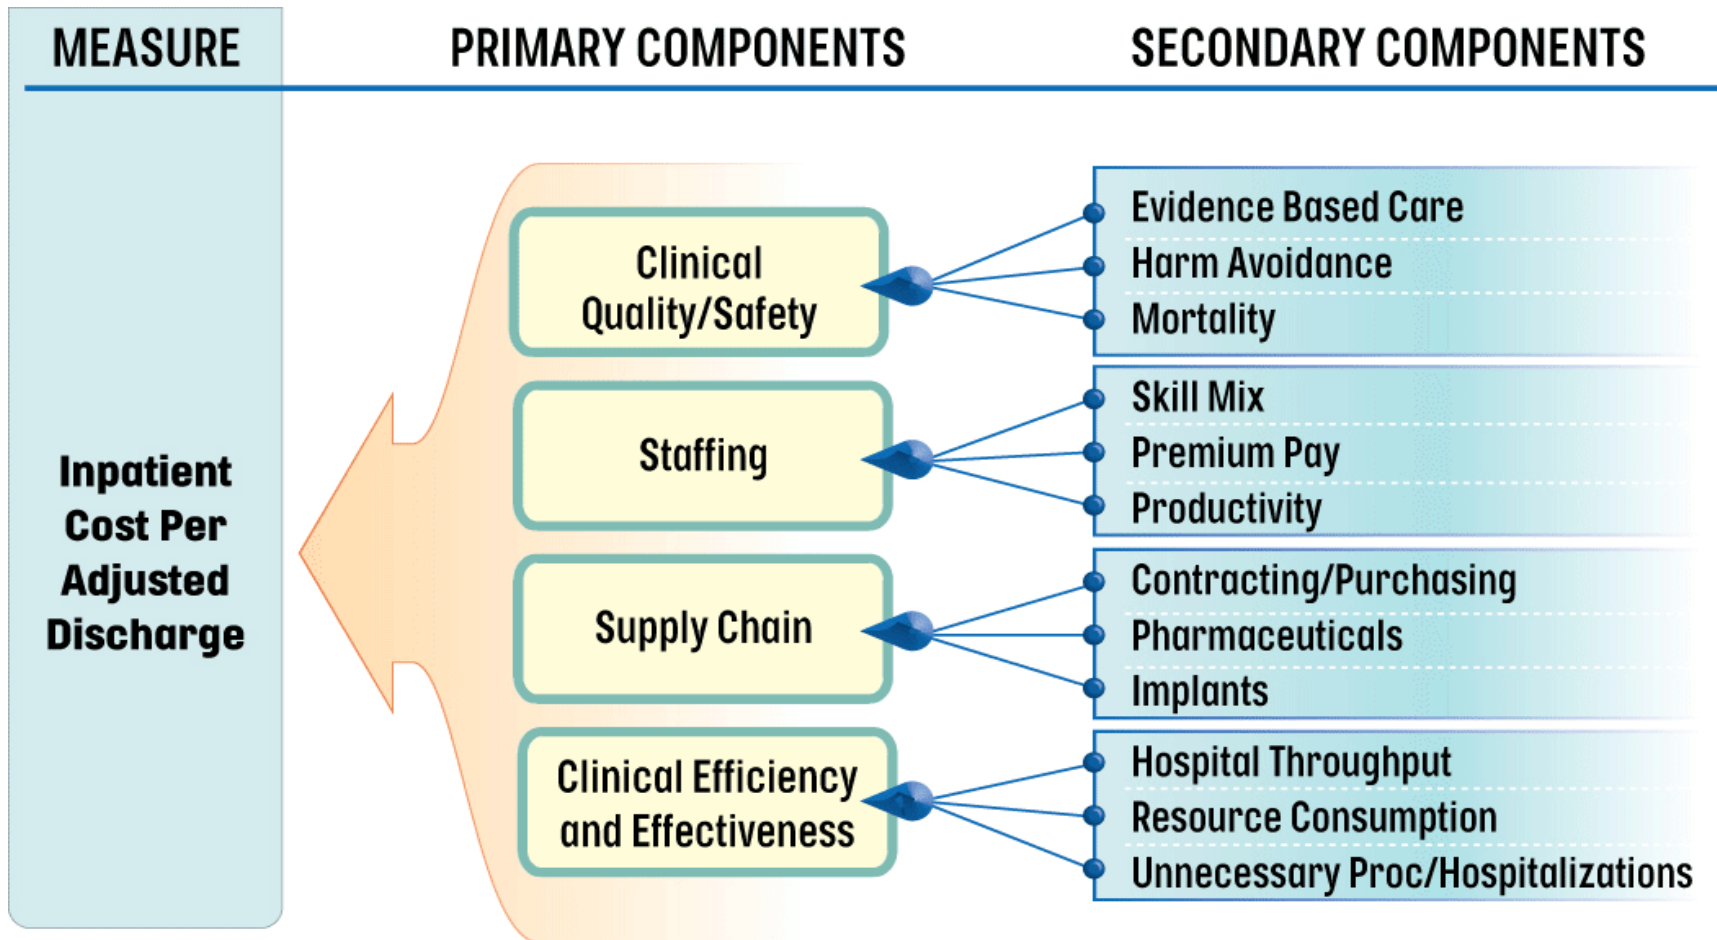 MEASURE
PRIMARY COMPONENTS
SECONDARY COMPONENTS
Inpatient
Cost Per
Adjusted
Discharge
Clinical
Quality/Safety
Evidence Based Care
Harm Avoidance
Mortality
Staffing
Skill Mix
Premium Pay
Productivity
Supply Chain
Contracting/Purchasing
Pharmaceuticals
Implants
Clinical Efficiency
and Effectiveness
Hospital Throughput
Resource Consumption
Unnecessary Proc/Hospitalizations